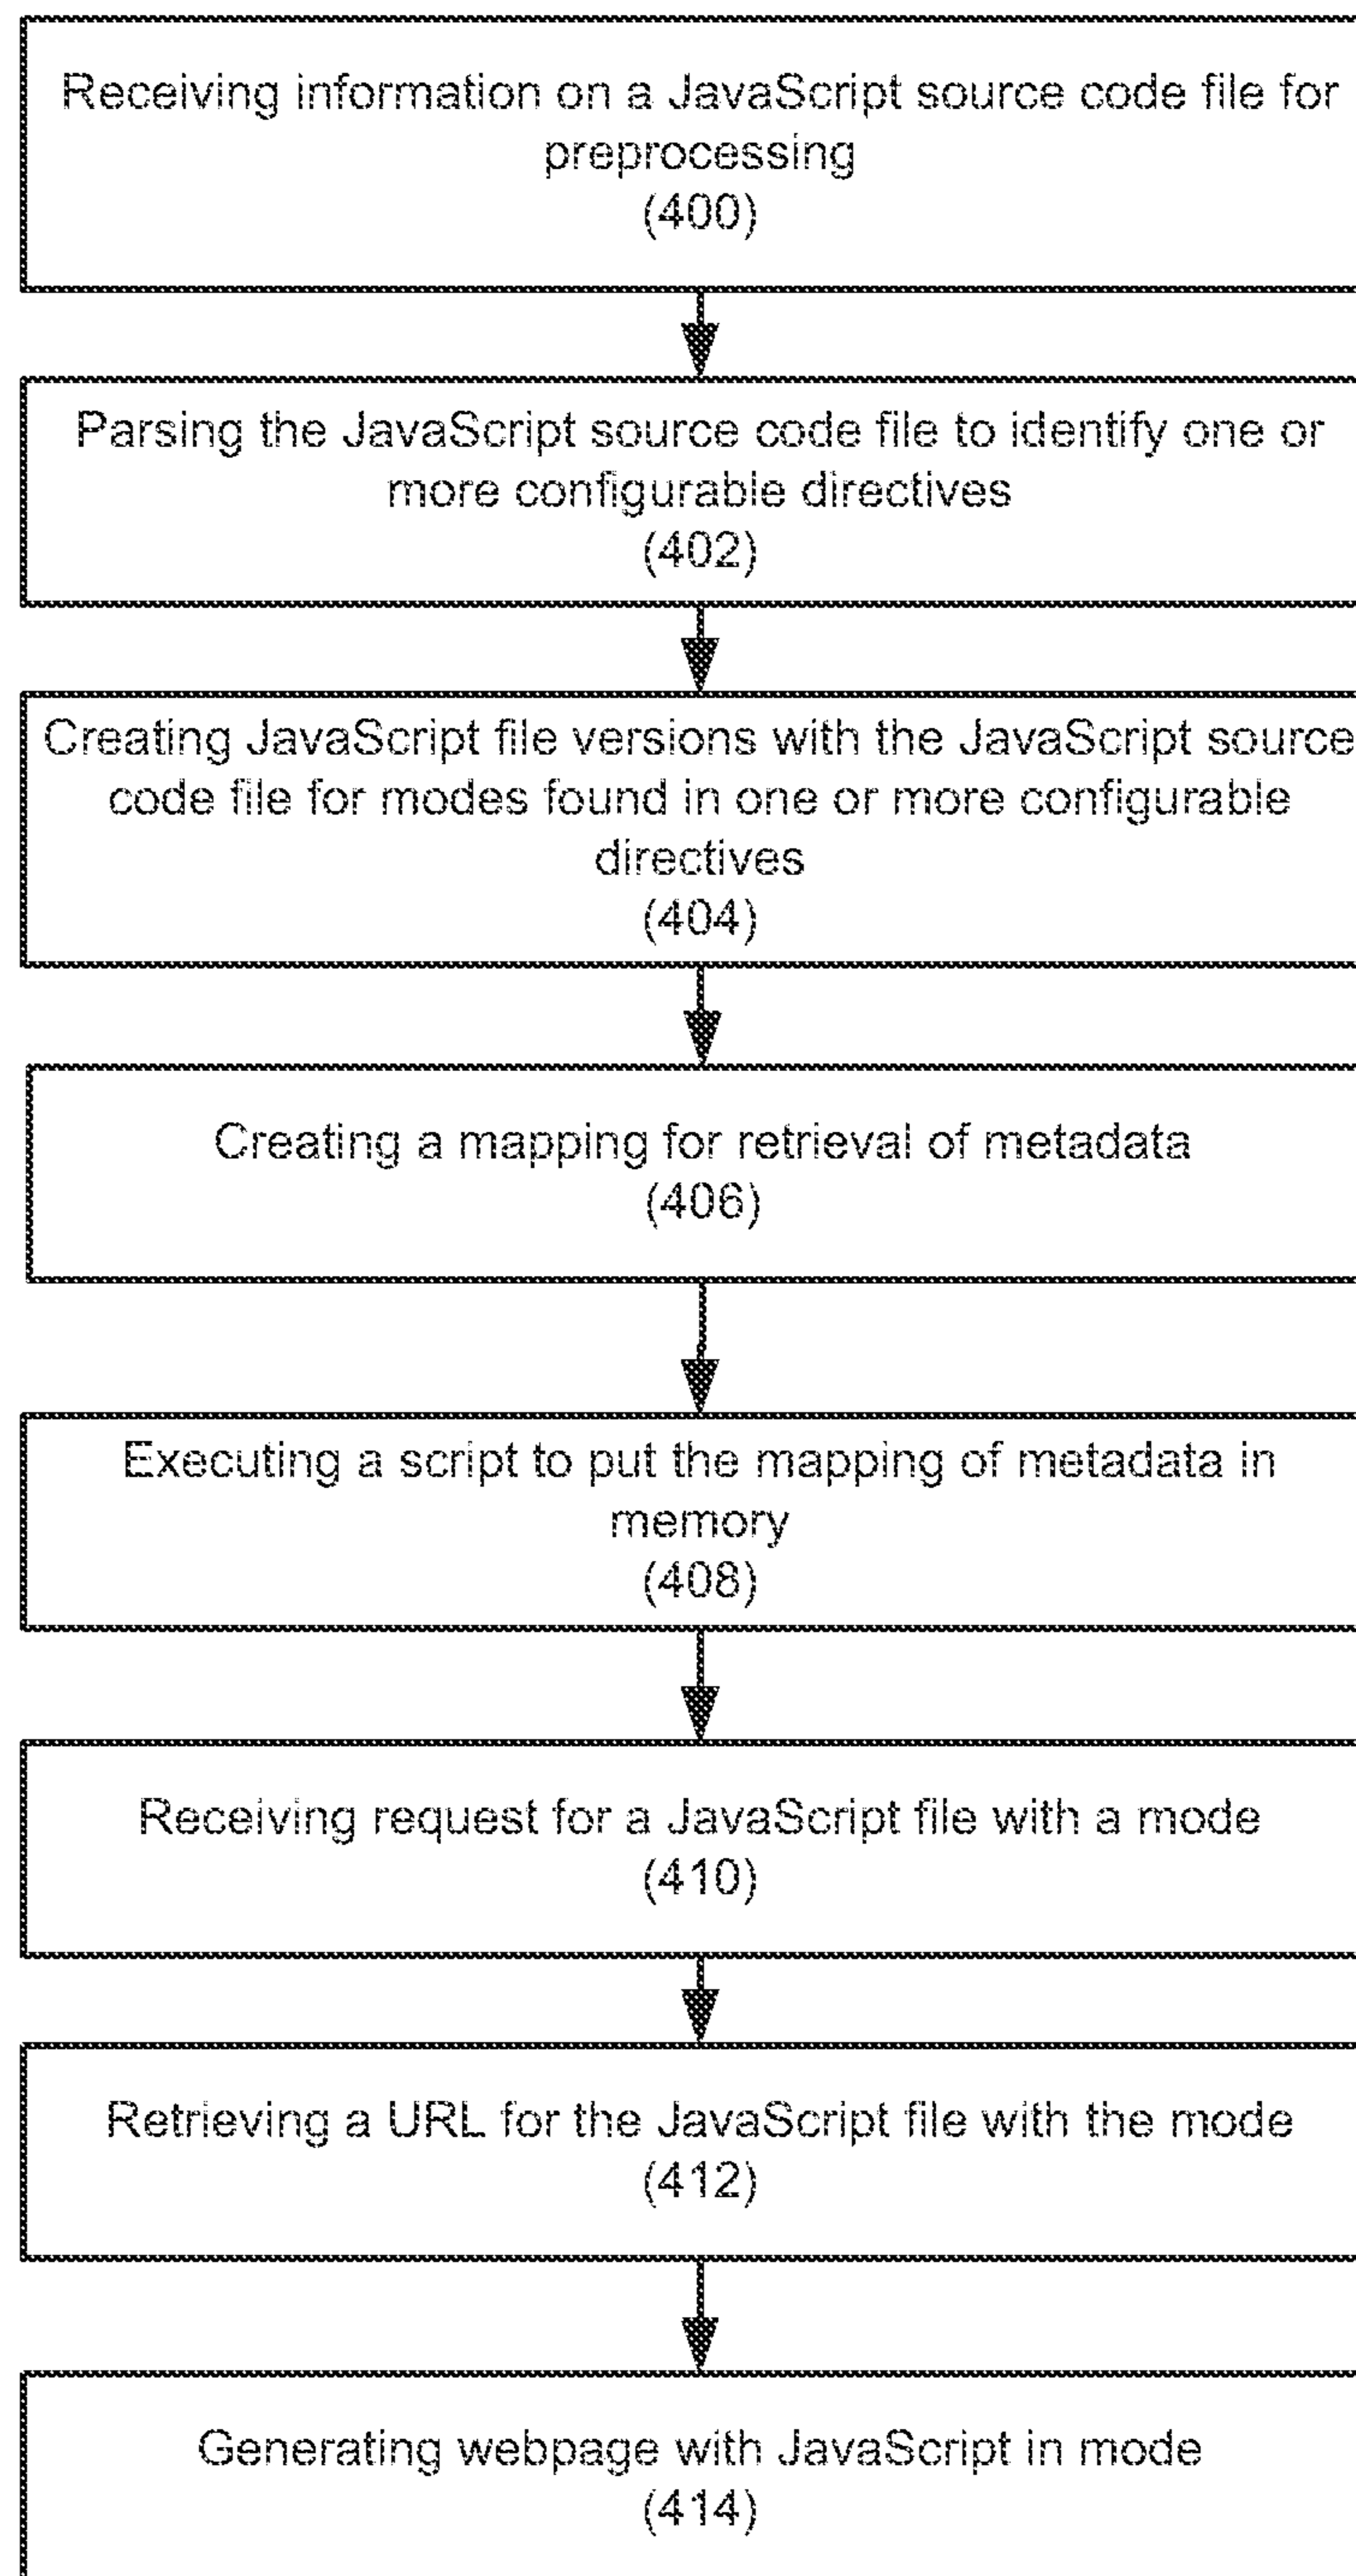 Receiving information on a JavaScript source code file for
preprocessing
(400)
Parsing the JavaScript source code file to identify one or
more configurable directives
(402)
Creating JavaScript file versions with the JavaScript source
code file for modes found in one or more configurable
directives
(404)
Creating a mapping for retrieval of metadata
(406)
Executing a script to put the mapping of metadata in
memory
(408)
Receiving request for a JavaScript file with a mode
(410)
Retrieving a URL for the JavaScript file with the mode
(412)
Generating webpage with JavaScript in mode
(414)